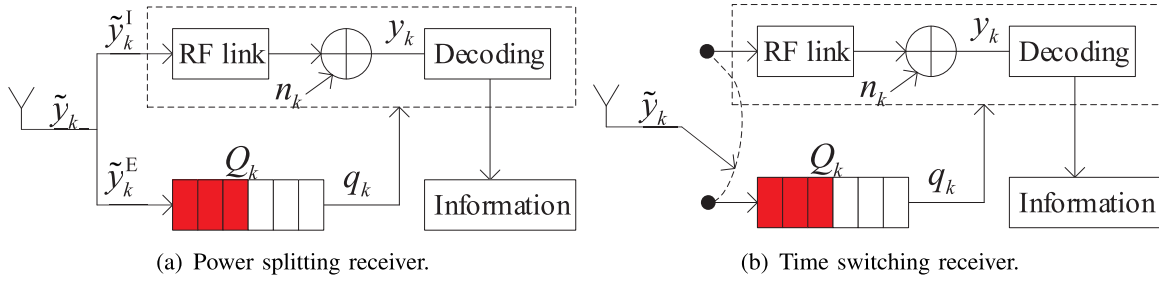 ỹ_k^I RF link y_k Decoding
n_k
ỹ_k
ỹ_k^E Q_k q_k Information
(a) Power splitting receiver.
RF link y_k Decoding
n_k
ỹ_k
Q_k q_k Information
(b) Time switching receiver.